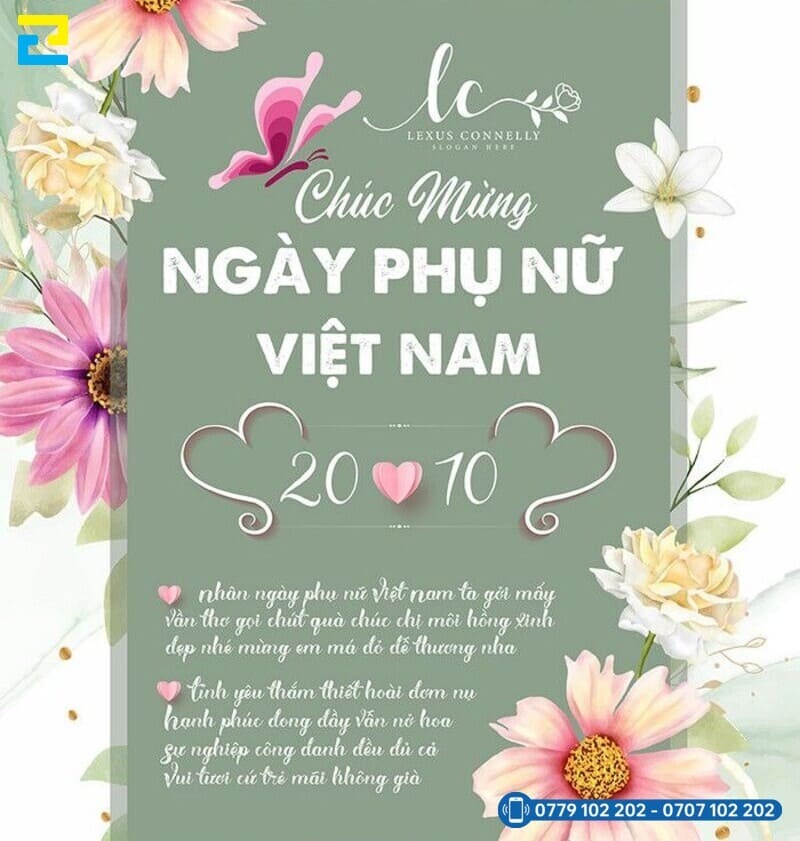 lc
LEXUS CONNELLY
SLOGAN HERE
Chúc Mừng
NGÀY PHỤ NỮ
VIỆT NAM
20 10
nhân ngày phụ nữ Việt nam ta gởi mấy
vần thơ gọi chút quà chúc chị môi hồng xinh
đẹp nhé mừng em má đỏ dễ thương nha
tình yêu thắm thiết hoài đơm nụ
hạnh phúc dong đầy vẫn nở hoa
sự nghiệp công danh đều đủ cả
Vui tươi cứ trẻ mãi không già
0779 102 202 - 0707 102 202